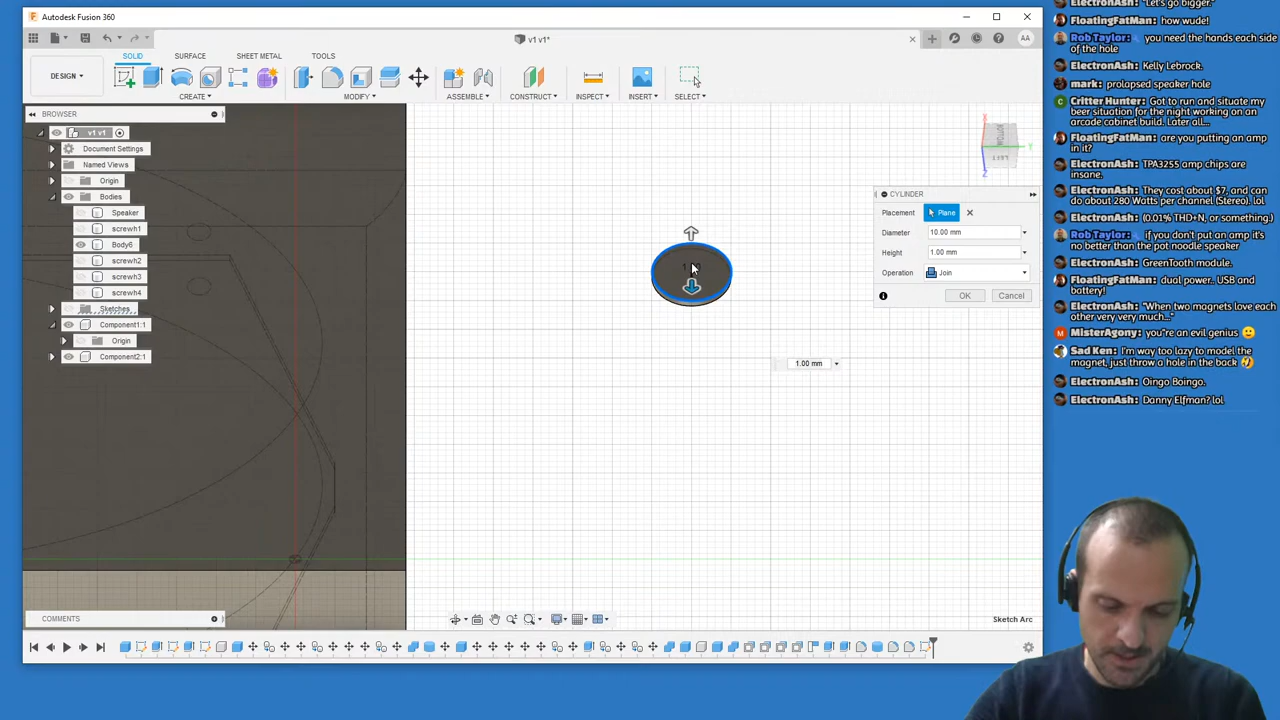 Autodesk Fusion 360
v1 v1*
AA
DESIGN
SOLID
SURFACE
SHEET METAL
TOOLS
CREATE
MODIFY
ASSEMBLE
CONSTRUCT
INSPECT
INSERT
SELECT
BROWSER
v1 v1
Document Settings
Named Views
Origin
Bodies
Speaker
screwh1
Body6
screwh2
screwh3
screwh4
Sketches
Component1:1
Origin
Component2:1
COMMENTS
X
Y
Z
LEFT
CYLINDER
Placement
Plane
Diameter
10.00 mm
Height
1.00 mm
Operation
Join
OK
Cancel
1.00 mm
Sketch Arc
ElectronAsh: "Let's go bigger."
FloatingFatMan: how wude!
Rob Taylor: you need the hands each side
of the hole
ElectronAsh: Kelly Lebrock.
mark: prolapsed speaker hole
Critter Hunter: Got to run and situate my
beer situation for the night working on
an arcade cabinet build. Later all...
FloatingFatMan: are you putting an amp
in it?
ElectronAsh: TPA3255 amp chips are
insane.
ElectronAsh: They cost about $7, and can
do about 280 Watts per channel (Stereo). lol
ElectronAsh: (0.01% THD+N, or something!)
Rob Taylor: if you don't put an amp it's
no better than the pot noodle speaker
ElectronAsh: GreenTooth module.
FloatingFatMan: dual power.. USB and
battery!
ElectronAsh: "When two magnets love each
other very very much..."
MisterAgony: you"re an evil genius 🙂
Sad Ken: I'm way too lazy to model the
magnet, just throw a hole in the back 🤣
ElectronAsh: Oingo Boingo.
ElectronAsh: Danny Elfman? lol